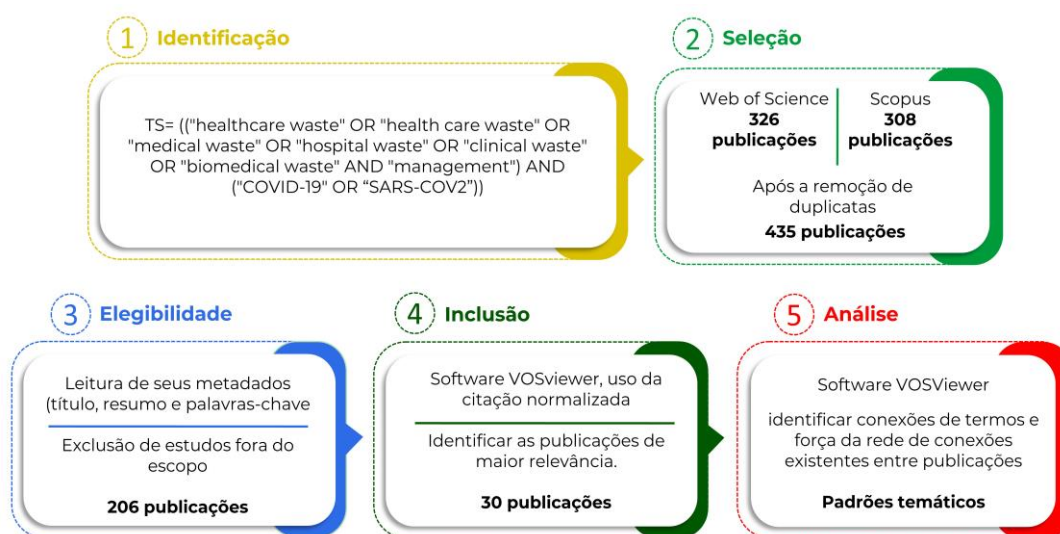 1 Identificação
TS= (("healthcare waste" OR "health care waste" OR
"medical waste" OR "hospital waste" OR "clinical waste"
OR "biomedical waste" AND "management") AND
("COVID-19" OR “SARS-COV2”))
2 Seleção
Web of Science
326
publicações
Scopus
308
publicações
Após a remoção de
duplicatas
435 publicações
3 Elegibilidade
Leitura de seus metadados
(título, resumo e palavras-chave
Exclusão de estudos fora do
escopo
206 publicações
4 Inclusão
Software VOSviewer, uso da
citação normalizada
Identificar as publicações de
maior relevância.
30 publicações
5 Análise
Software VOSViewer
identificar conexões de termos e
força da rede de conexões
existentes entre publicações
Padrões temáticos